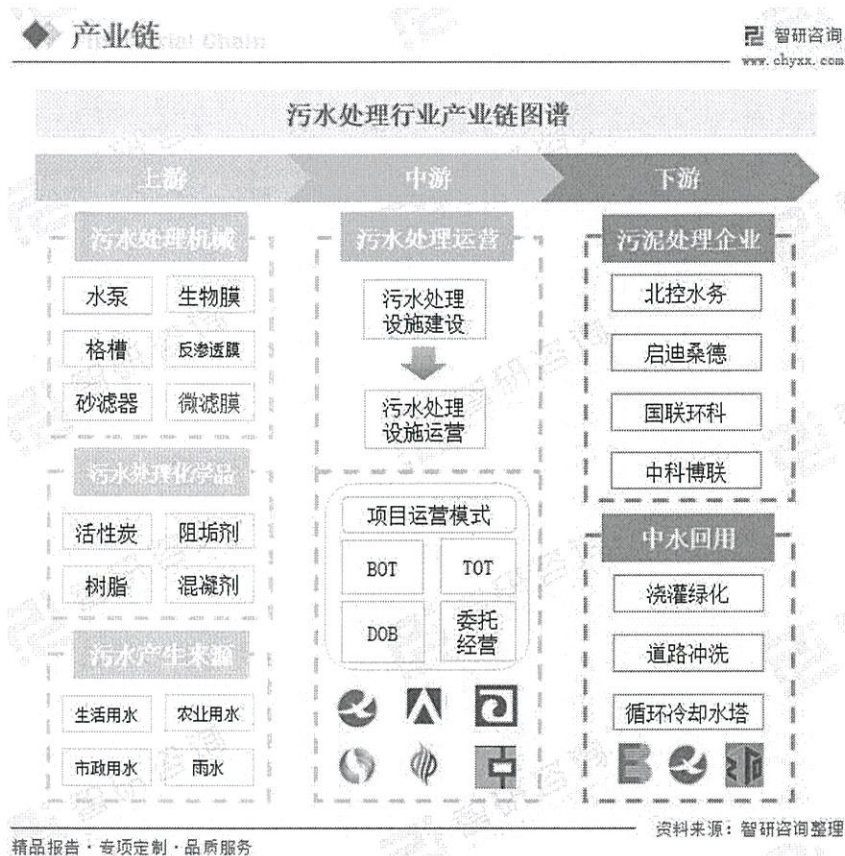 产业链
智研咨询
www.chyxx.com
污水处理行业产业链图谱
上游
中游
下游
污水处理机械
水泵
生物膜
格槽
反渗透膜
砂滤器
微滤膜
污水处理化学品
活性炭
阻垢剂
树脂
混凝剂
污水产生来源
生活用水
农业用水
市政用水
雨水
污水处理运营
污水处理
设施建设
污水处理
设施运营
项目运营模式
BOT
TOT
DOB
委托
经营
污泥处理企业
北控水务
启迪桑德
国联环科
中科博联
中水回用
浇灌绿化
道路冲洗
循环冷却水塔
资料来源：智研咨询整理
精品报告·专项定制·品质服务